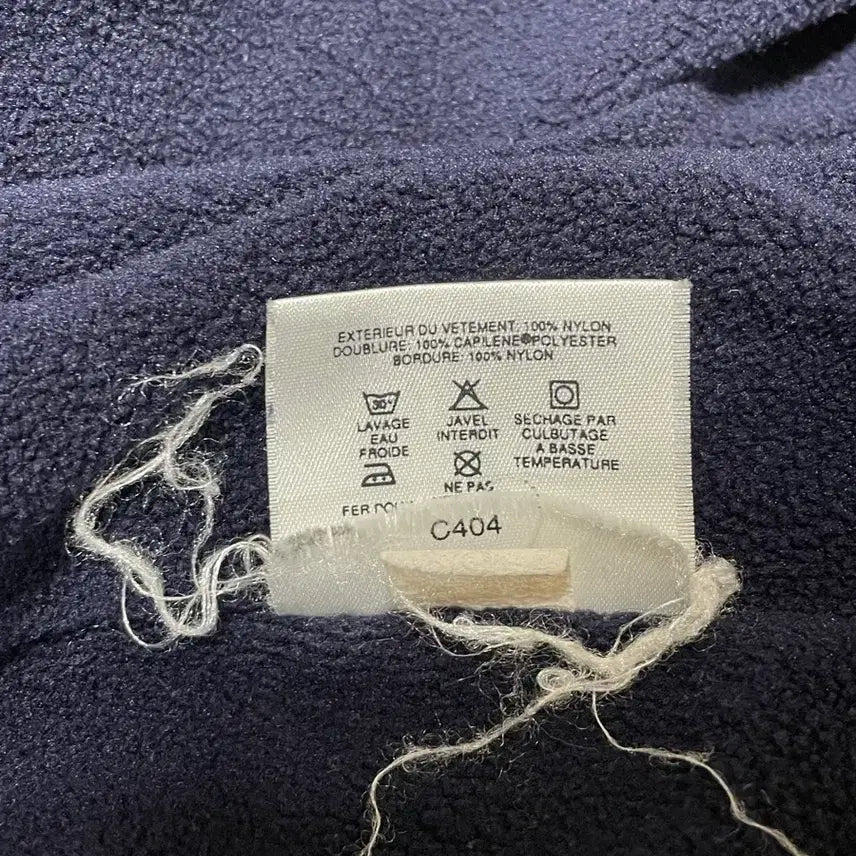 EXTERIEUR DU VETEMENT: 100% NYLON
DOUBLURE: 100% CAPILENE® POLYESTER
BORDURE: 100% NYLON
30°
LAVAGE EAU FROIDE
JAVEL INTERDIT
SECHAGE PAR CULBUTAGE A BASSE TEMPERATURE
FER
NE PAS
C404